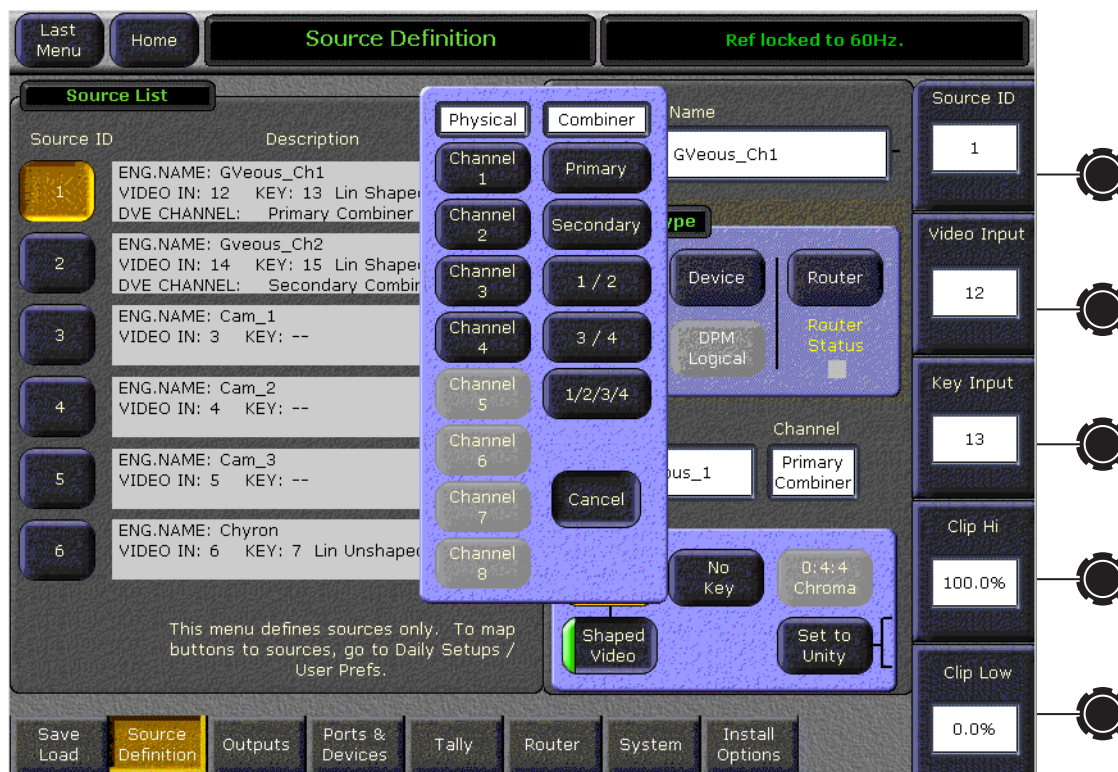 Last
Menu
Home
Source Definition
Ref locked to 60Hz.
Source List
Source ID
Description
1
ENG.NAME: GVeous_Ch1
VIDEO IN: 12 KEY: 13 Lin Shaped
DVE CHANNEL: Primary Combiner
2
ENG.NAME: Gveous_Ch2
VIDEO IN: 14 KEY: 15 Lin Shape
DVE CHANNEL: Secondary Combin
3
ENG.NAME: Cam_1
VIDEO IN: 3 KEY: --
4
ENG.NAME: Cam_2
VIDEO IN: 4 KEY: --
5
ENG.NAME: Cam_3
VIDEO IN: 5 KEY: --
6
ENG.NAME: Chyron
VIDEO IN: 6 KEY: 7 Lin Unshaped
This menu defines sources only. To map
buttons to sources, go to Daily Setups /
User Prefs.
Physical
Combiner
Channel
1
Primary
Channel
2
Secondary
Channel
3
1 / 2
Channel
4
3 / 4
Channel
5
1/2/3/4
Channel
6
Channel
7
Cancel
Channel
8
Name
GVeous_Ch1
ype
Device
Router
DPM
Logical
Router
Status
Channel
ous_1
Primary
Combiner
No
Key
0:4:4
Chroma
Shaped
Video
Set to
Unity
Source ID
1
Video Input
12
Key Input
13
Clip Hi
100.0%
Clip Low
0.0%
Save
Load
Source
Definition
Outputs
Ports &
Devices
Tally
Router
System
Install
Options